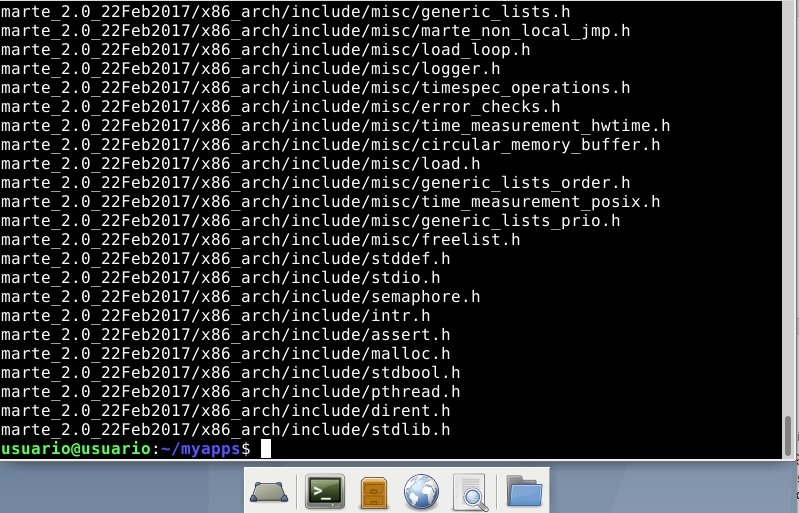 marte_2.0_22Feb2017/x86_arch/include/misc/generic_lists.h
marte_2.0_22Feb2017/x86_arch/include/misc/marte_non_local_jmp.h
marte_2.0_22Feb2017/x86_arch/include/misc/load_loop.h
marte_2.0_22Feb2017/x86_arch/include/misc/logger.h
marte_2.0_22Feb2017/x86_arch/include/misc/timespec_operations.h
marte_2.0_22Feb2017/x86_arch/include/misc/error_checks.h
marte_2.0_22Feb2017/x86_arch/include/misc/time_measurement_hwtime.h
marte_2.0_22Feb2017/x86_arch/include/misc/circular_memory_buffer.h
marte_2.0_22Feb2017/x86_arch/include/misc/load.h
marte_2.0_22Feb2017/x86_arch/include/misc/generic_lists_order.h
marte_2.0_22Feb2017/x86_arch/include/misc/time_measurement_posix.h
marte_2.0_22Feb2017/x86_arch/include/misc/generic_lists_prio.h
marte_2.0_22Feb2017/x86_arch/include/misc/freelist.h
marte_2.0_22Feb2017/x86_arch/include/stddef.h
marte_2.0_22Feb2017/x86_arch/include/stdio.h
marte_2.0_22Feb2017/x86_arch/include/semaphore.h
marte_2.0_22Feb2017/x86_arch/include/intr.h
marte_2.0_22Feb2017/x86_arch/include/assert.h
marte_2.0_22Feb2017/x86_arch/include/malloc.h
marte_2.0_22Feb2017/x86_arch/include/stdbool.h
marte_2.0_22Feb2017/x86_arch/include/pthread.h
marte_2.0_22Feb2017/x86_arch/include/dirent.h
marte_2.0_22Feb2017/x86_arch/include/stdlib.h
usuario@usuario:~/myapps$
>_